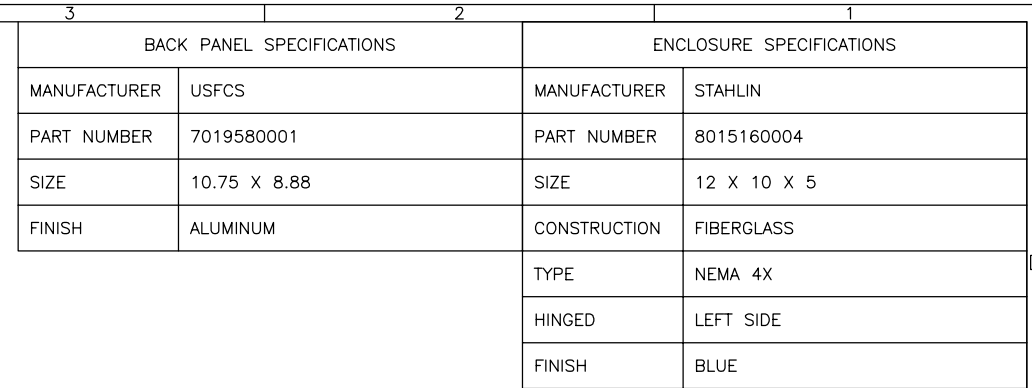 3 2 1
BACK PANEL SPECIFICATIONS
MANUFACTURER USFCS
PART NUMBER 7019580001
SIZE 10.75 X 8.88
FINISH ALUMINUM
ENCLOSURE SPECIFICATIONS
MANUFACTURER STAHLIN
PART NUMBER 8015160004
SIZE 12 X 10 X 5
CONSTRUCTION FIBERGLASS
TYPE NEMA 4X
HINGED LEFT SIDE
FINISH BLUE